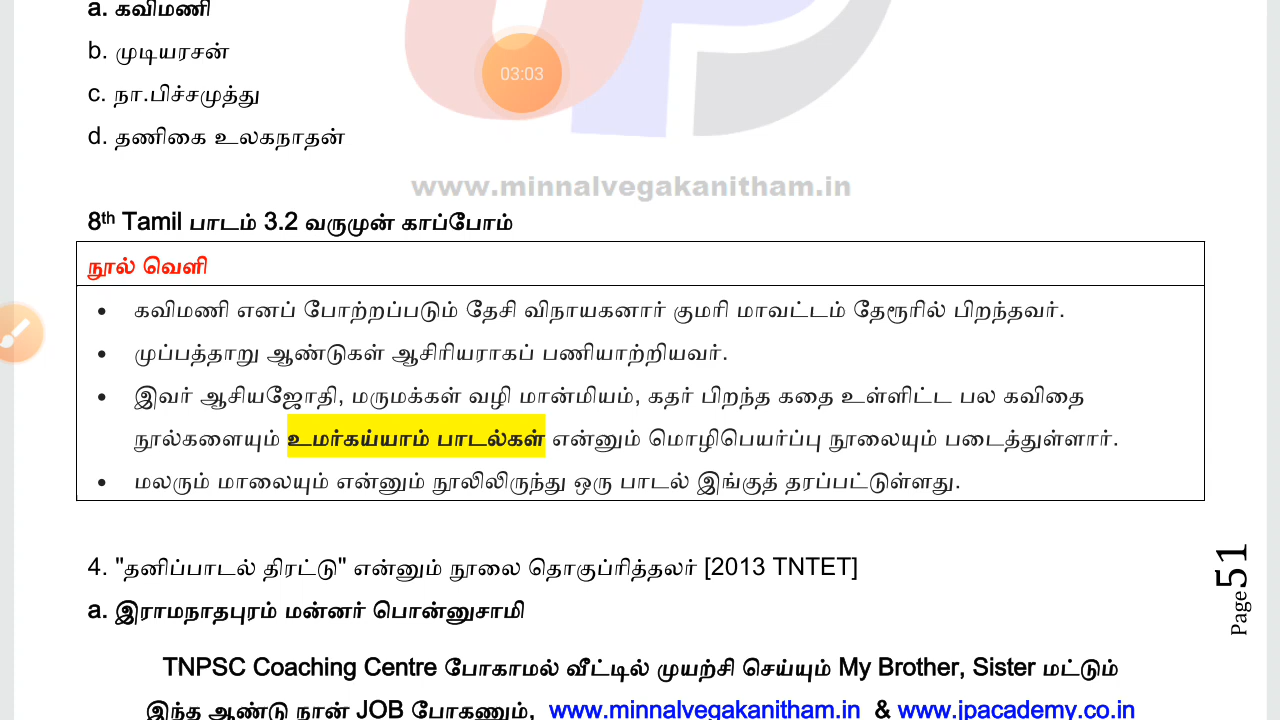 a. கவிமணி
b. முடியரசன்
03:03
c. நா.பிச்சமுத்து
d. தணிகை உலகநாதன்
www.minnalvegakanitham.in
8th Tamil பாடம் 3.2 வருமுன் காப்போம்
நூல் வெளி
• கவிமணி எனப் போற்றப்படும் தேசி விநாயகனார் குமரி மாவட்டம் தேரூரில் பிறந்தவர்.
• முப்பத்தாறு ஆண்டுகள் ஆசிரியராகப் பணியாற்றியவர்.
• இவர் ஆசியஜோதி, மருமக்கள் வழி மான்மியம், கதர் பிறந்த கதை உள்ளிட்ட பல கவிதை
நூல்களையும் உமர்கய்யாம் பாடல்கள் என்னும் மொழிபெயர்ப்பு நூலையும் படைத்துள்ளார்.
• மலரும் மாலையும் என்னும் நூலிலிருந்து ஒரு பாடல் இங்குத் தரப்பட்டுள்ளது.
4. "தனிப்பாடல் திரட்டு" என்னும் நூலை தொகுப்ரித்தலர் [2013 TNTET]
a. இராமநாதபுரம் மன்னர் பொன்னுசாமி
Page51
TNPSC Coaching Centre போகாமல் வீட்டில் முயற்சி செய்யும் My Brother, Sister மட்டும்
இந்த ஆண்டு நான் JOB போகணும், www.minnalvegakanitham.in & www.jpacademy.co.in